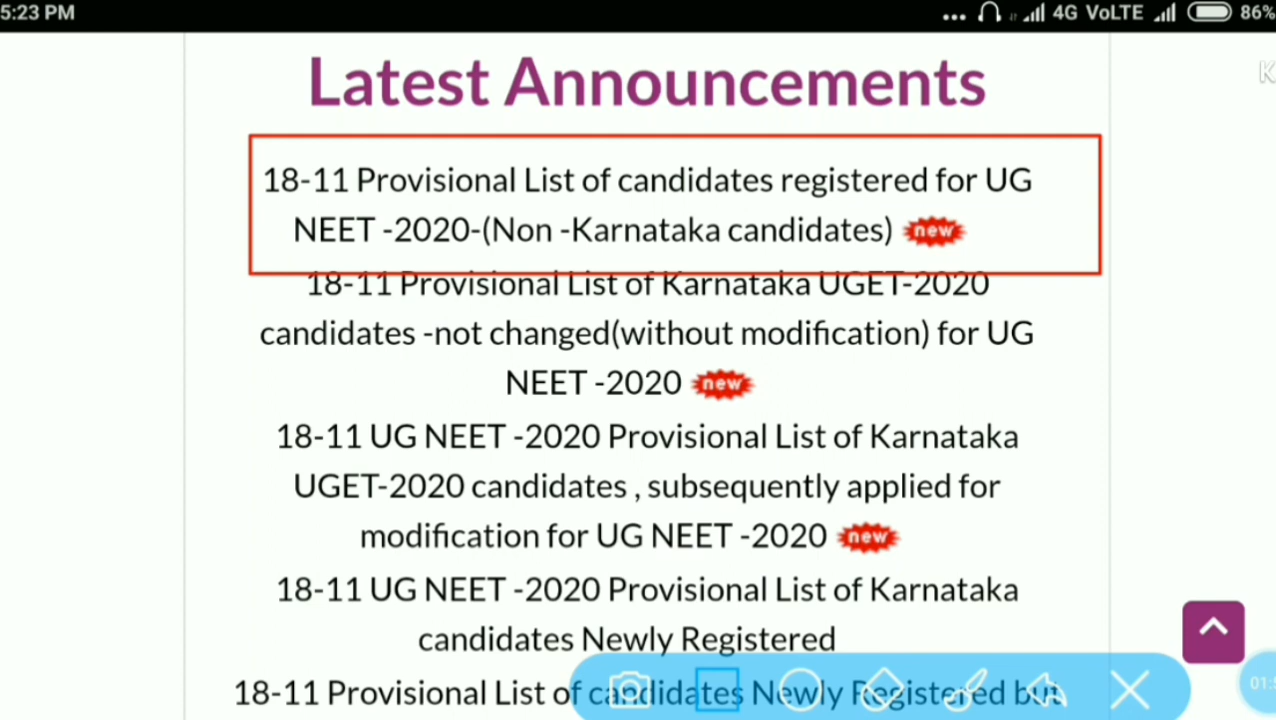 5:23 PM ... 4G VoLTE 86%
Latest Announcements
18-11 Provisional List of candidates registered for UG
NEET -2020-(Non -Karnataka candidates) new
18-11 Provisional List of Karnataka UGET-2020
candidates -not changed(without modification) for UG
NEET -2020 new
18-11 UG NEET -2020 Provisional List of Karnataka
UGET-2020 candidates , subsequently applied for
modification for UG NEET -2020 new
18-11 UG NEET -2020 Provisional List of Karnataka
candidates Newly Registered
18-11 Provisional List of candidates Newly Registered but